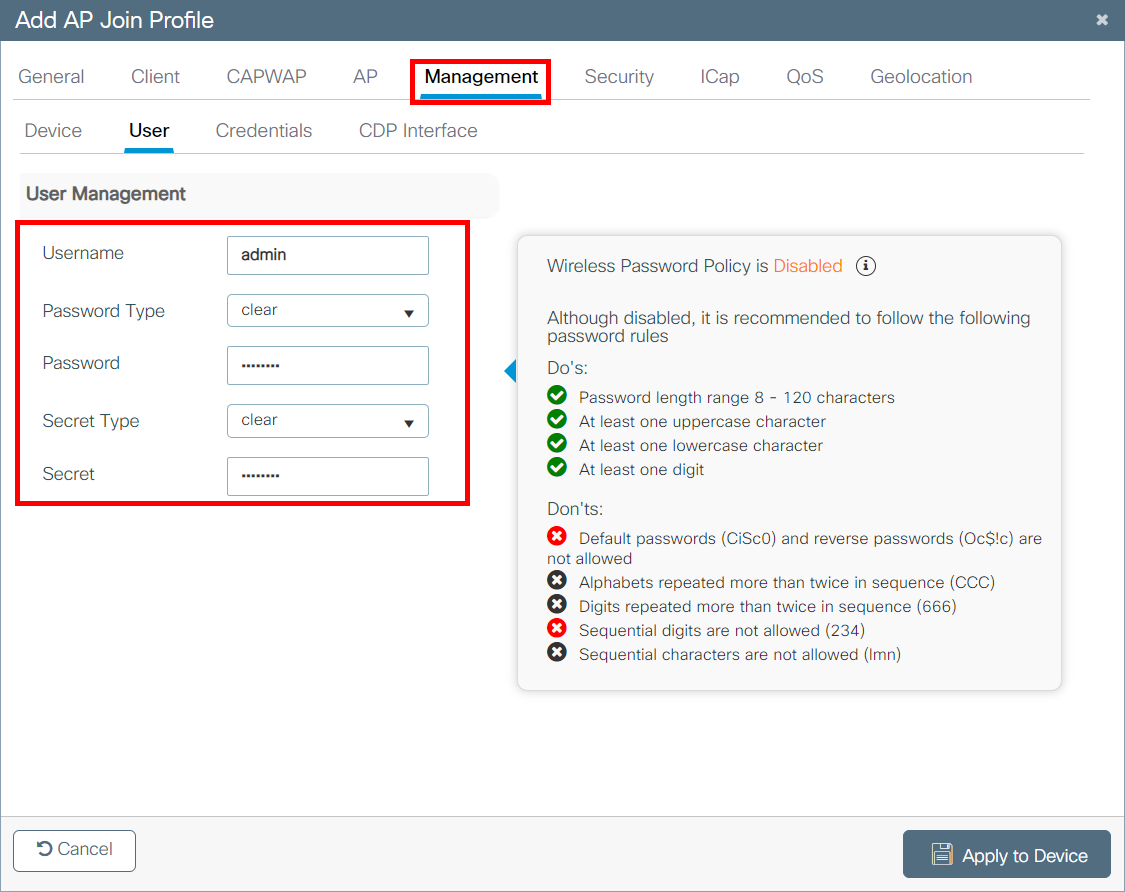 Add AP Join Profile
General Client CAPWAP AP Management Security ICap QoS Geolocation
Device User Credentials CDP Interface
User Management
Username admin
Password Type clear
Password ••••••••
Secret Type clear
Secret ••••••••
Wireless Password Policy is Disabled
Although disabled, it is recommended to follow the following
password rules
Do's:
Password length range 8 - 120 characters
At least one uppercase character
At least one lowercase character
At least one digit
Don'ts:
Default passwords (CiSc0) and reverse passwords (Oc$!c) are
not allowed
Alphabets repeated more than twice in sequence (CCC)
Digits repeated more than twice in sequence (666)
Sequential digits are not allowed (234)
Sequential characters are not allowed (lmn)
Cancel
Apply to Device